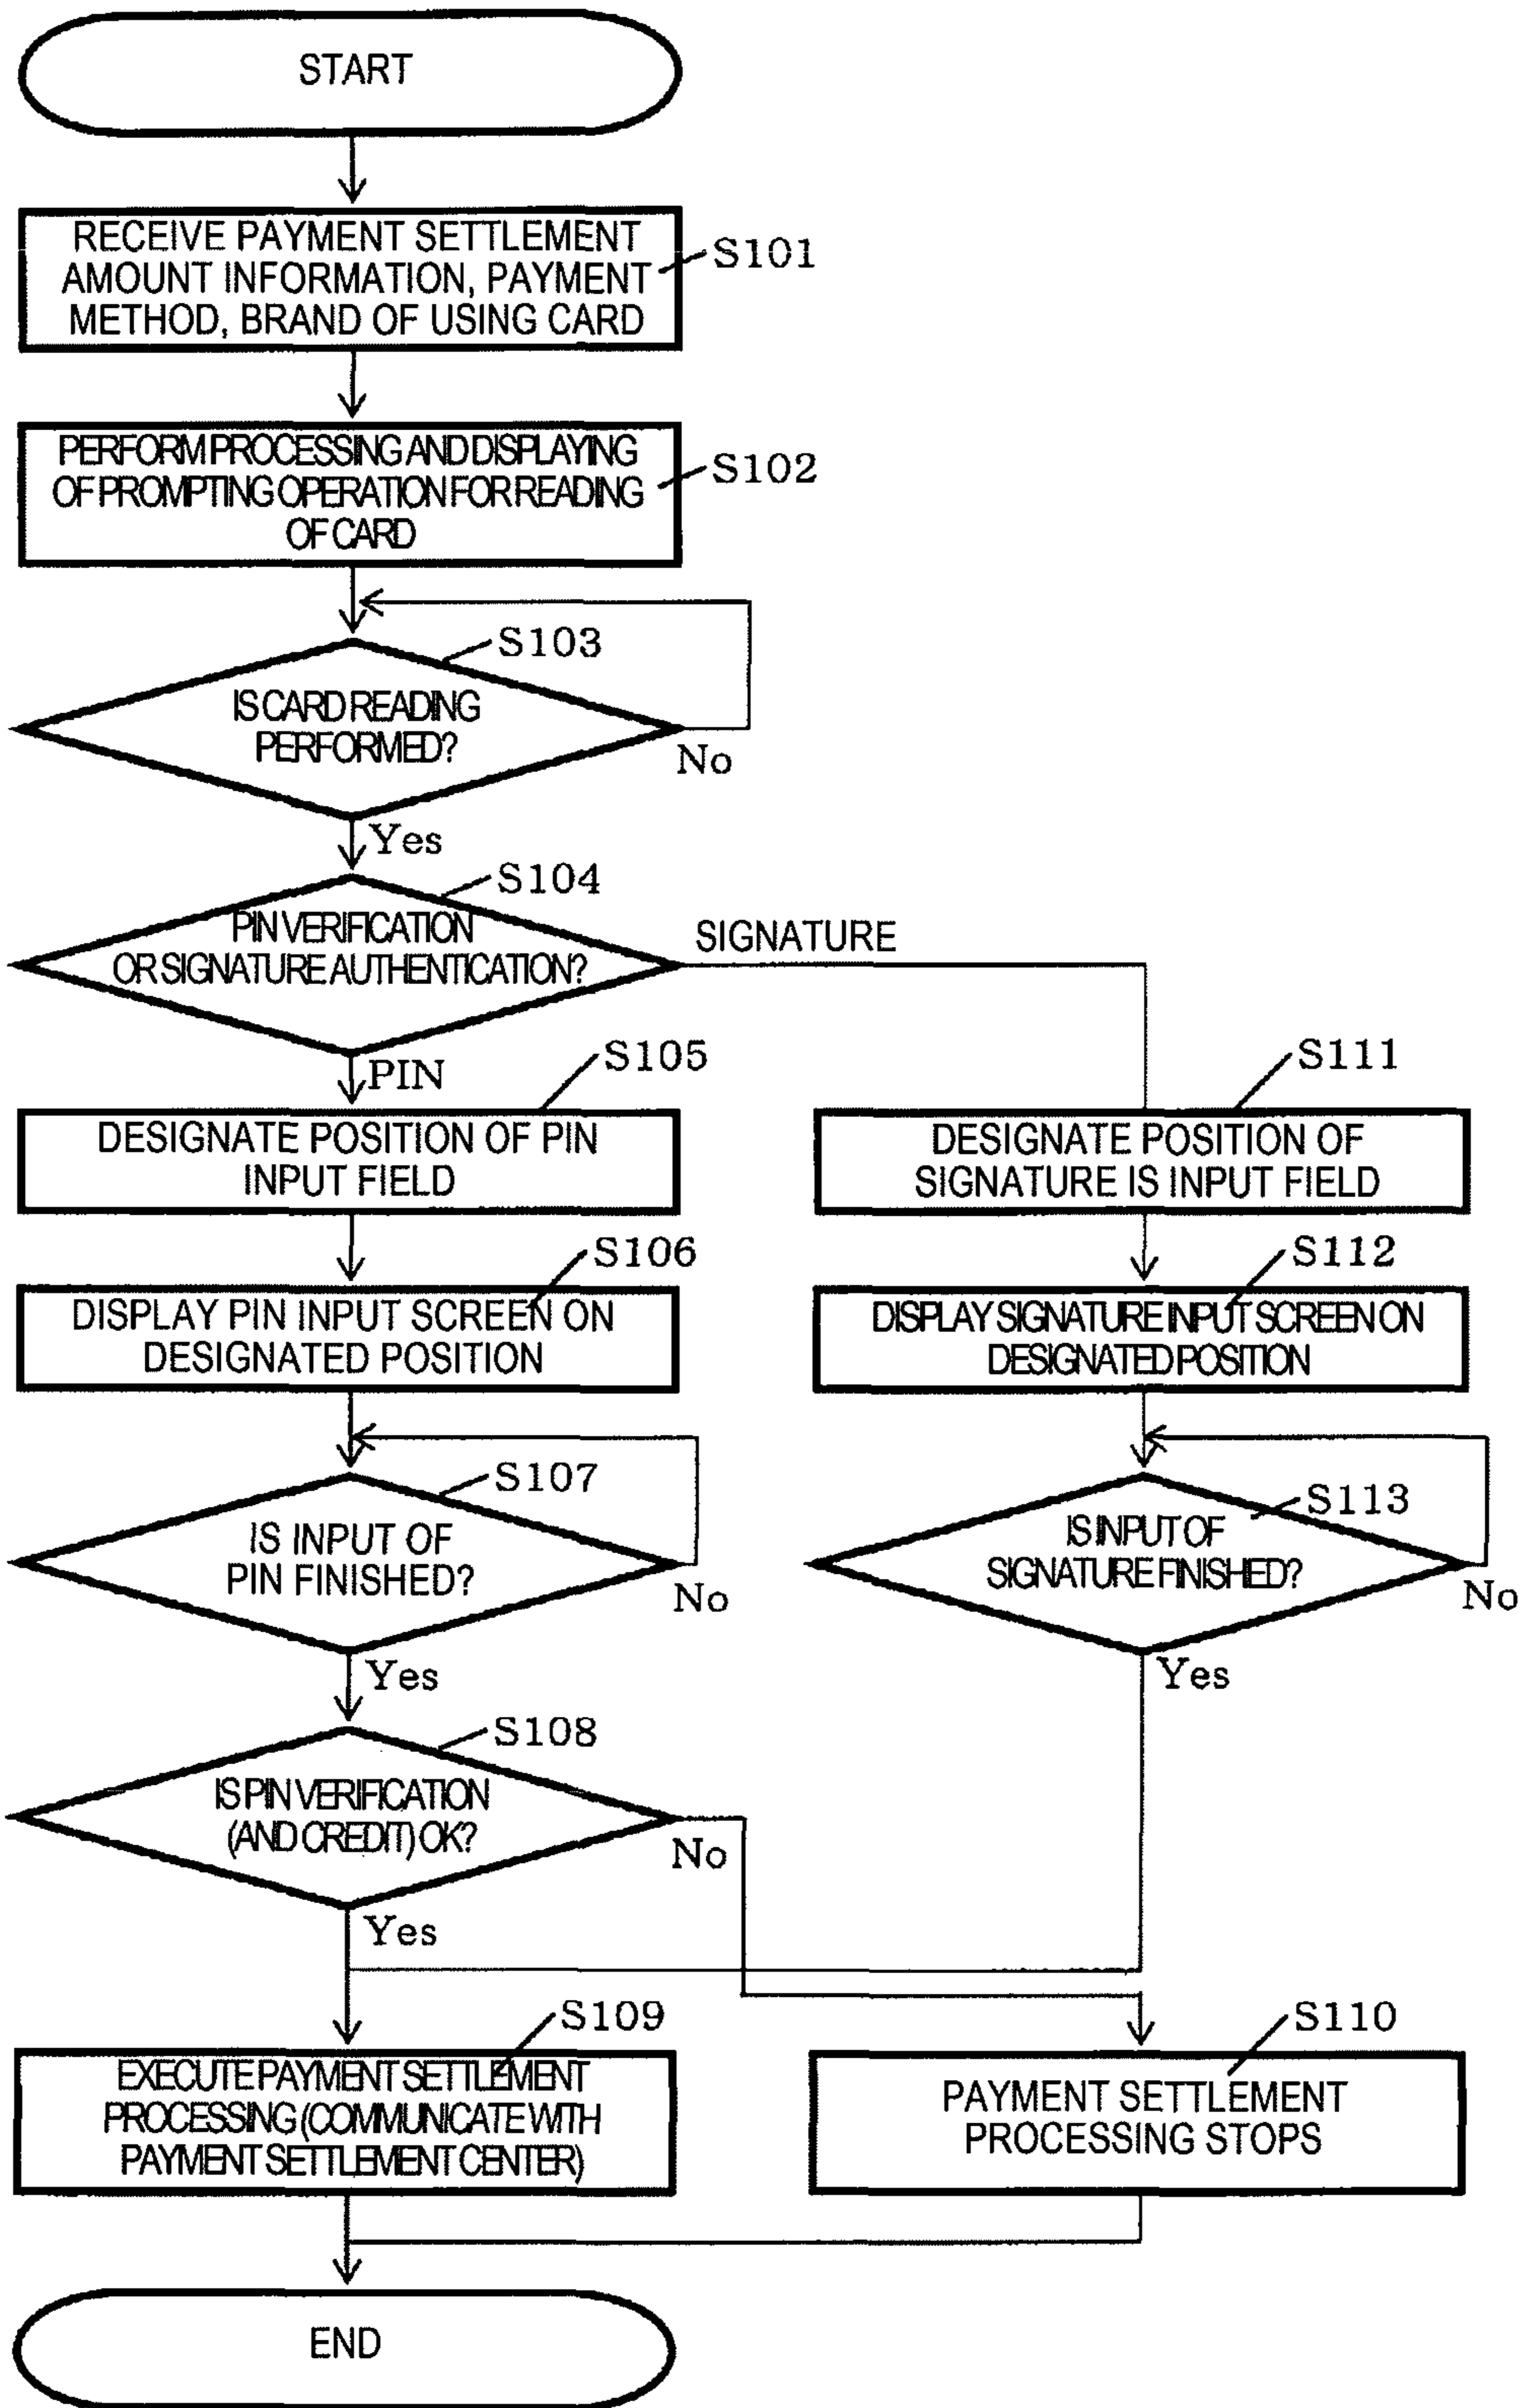 START
RECEIVE PAYMENT SETTLEMENT
AMOUNT INFORMATION, PAYMENT
METHOD, BRAND OF USING CARD
S101
PERFORM PROCESSING AND DISPLAYING
OF PROMPTING OPERATION FOR READING
OF CARD
S102
S103
IS CARD READING
PERFORMED?
No
Yes
S104
PIN VERIFICATION
OR SIGNATURE AUTHENTICATION?
SIGNATURE
PIN
S105
DESIGNATE POSITION OF PIN
INPUT FIELD
S111
DESIGNATE POSITION OF
SIGNATURE IS INPUT FIELD
S106
DISPLAY PIN INPUT SCREEN ON
DESIGNATED POSITION
S112
DISPLAY SIGNATURE INPUT SCREEN ON
DESIGNATED POSITION
S107
IS INPUT OF
PIN FINISHED?
No
Yes
S113
IS INPUT OF
SIGNATURE FINISHED?
No
Yes
S108
IS PIN VERIFICATION
(AND CREDIT) OK?
No
Yes
S109
EXECUTE PAYMENT SETTLEMENT
PROCESSING (COMMUNICATE WITH
PAYMENT SETTLEMENT CENTER)
S110
PAYMENT SETTLEMENT
PROCESSING STOPS
END